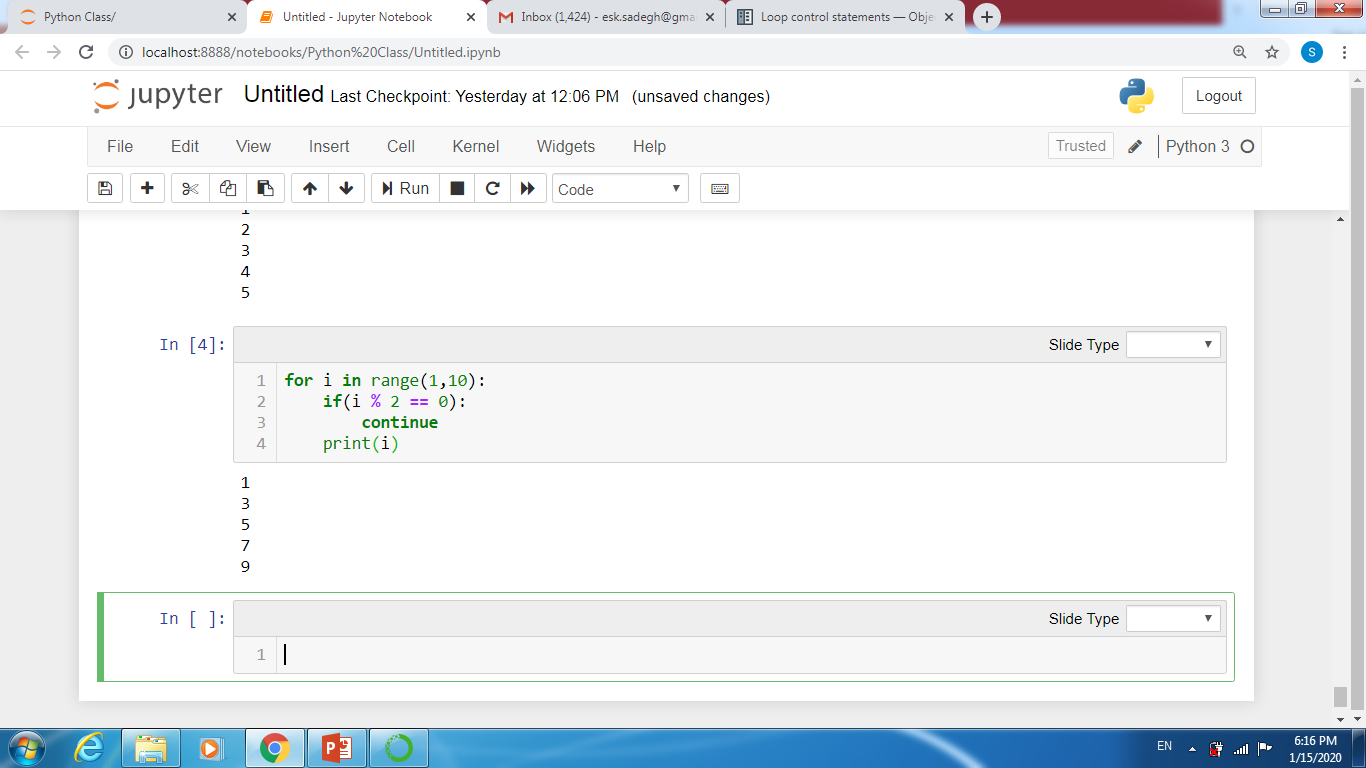 Python Class/
Untitled - Jupyter Notebook
Inbox (1,424) - esk.sadegh@gma
Loop control statements — Obje
localhost:8888/notebooks/Python%20Class/Untitled.ipynb
S
jupyter Untitled Last Checkpoint: Yesterday at 12:06 PM (unsaved changes)
Logout
File Edit View Insert Cell Kernel Widgets Help
Trusted
Python 3
Run
Code
1
2
3
4
5
In [4]:
Slide Type
1 for i in range(1,10):
2     if(i % 2 == 0):
3         continue
4     print(i)
1
3
5
7
9
In [ ]:
Slide Type
1
P
EN
6:16 PM
1/15/2020